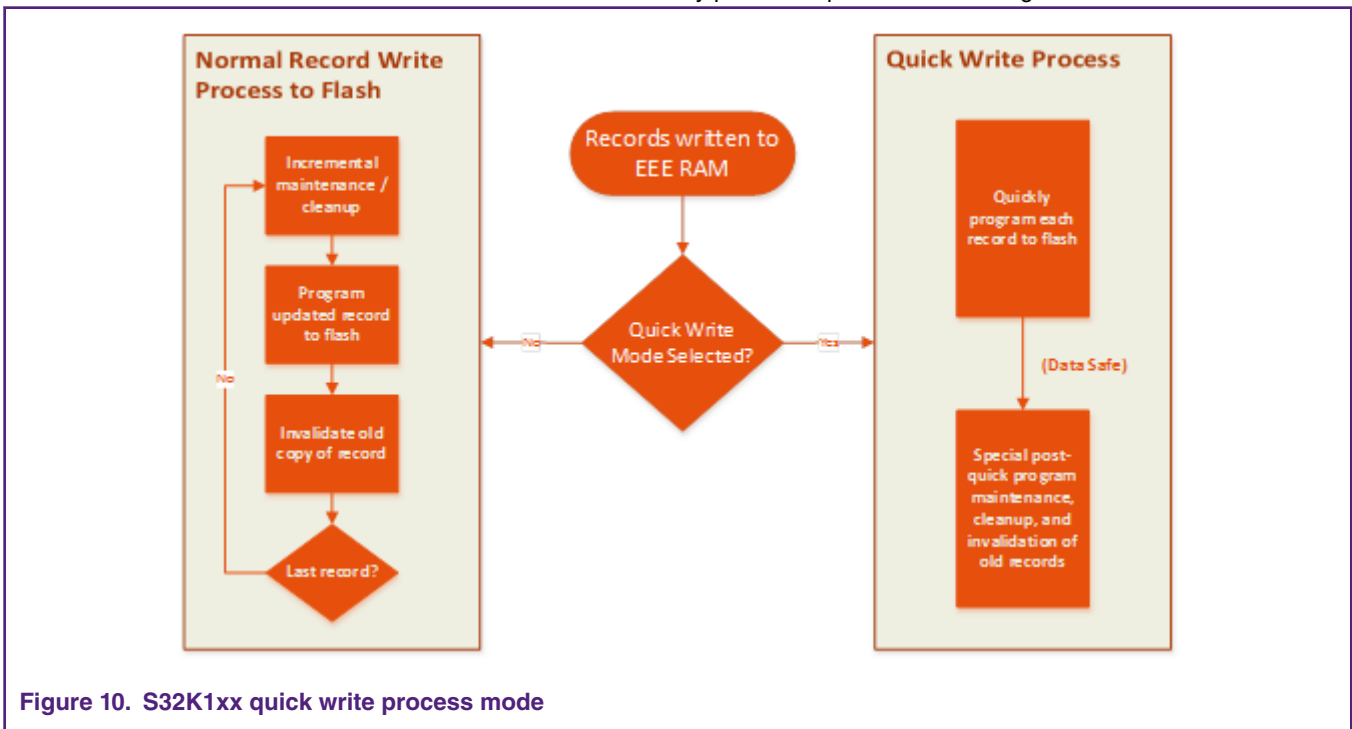 Normal Record Write
Process to Flash
Incremental
maintenance /
cleanup
Program
updated record
to flash
Invalidate old
copy of record
Last record?
No
Records written to
EEE RAM
Quick Write
Mode Selected?
No
Yes
Quick Write Process
Quickly
program each
record to flash
(Data Safe)
Special post-
quick program
maintenance,
cleanup, and
invalidation of
old records
Figure 10. S32K1xx quick write process mode